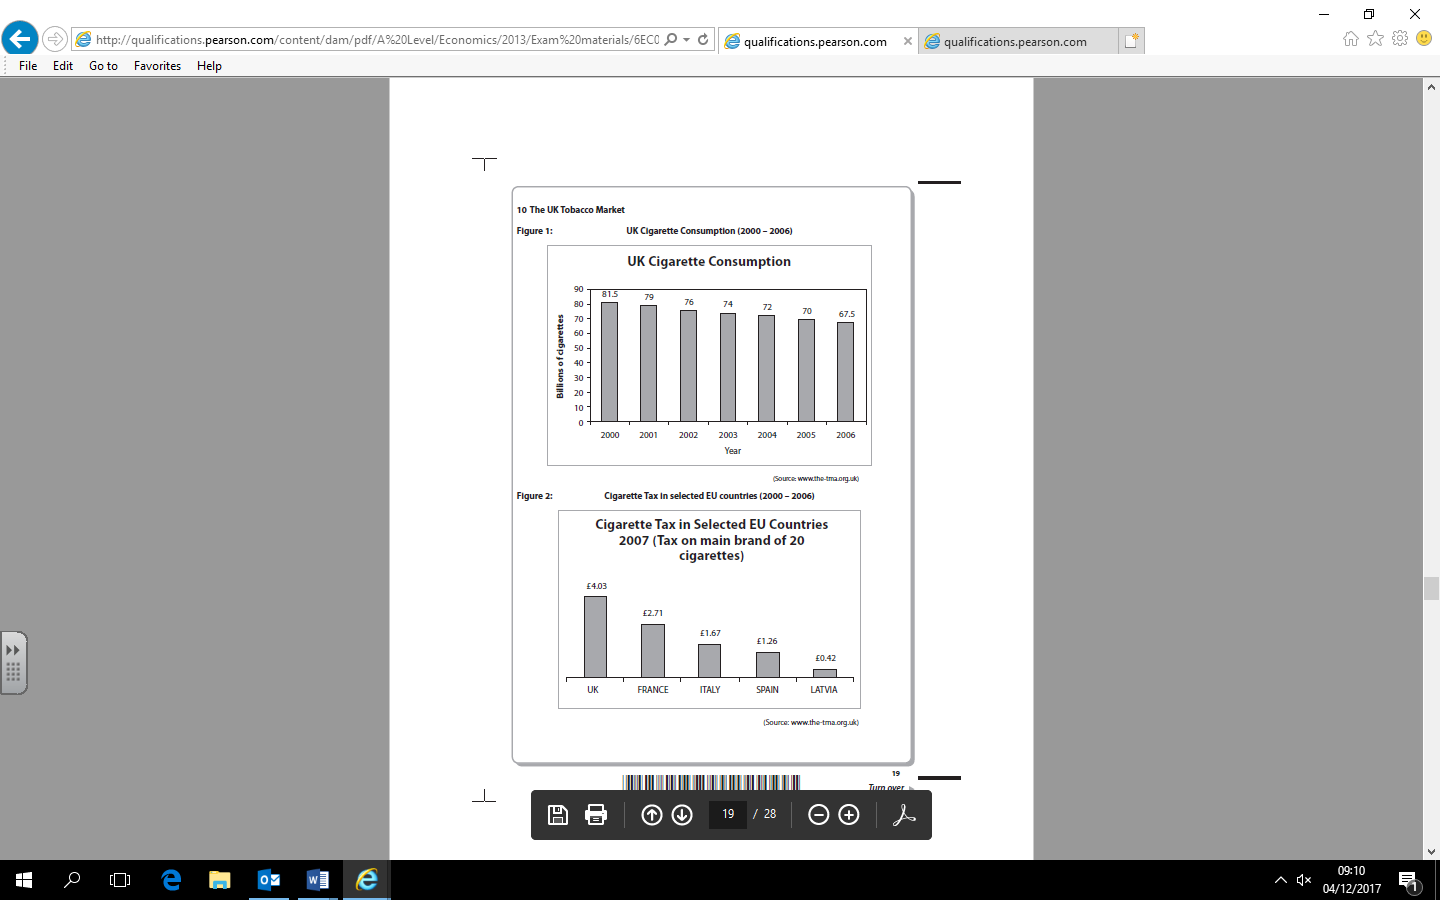 http://qualifications.pearson.com/content/dam/pdf/A%20Level/Economics/2013/Exam%20materials/6EC0
qualifications.pearson.com
qualifications.pearson.com
File Edit Go to Favorites Help
10 The UK Tobacco Market
Figure 1: UK Cigarette Consumption (2000 – 2006)
UK Cigarette Consumption
90
80
70
60
50
40
30
20
10
0
Billions of cigarettes
81.5 79 76 74 72 70 67.5
2000 2001 2002 2003 2004 2005 2006
Year
(Source: www.the-tma.org.uk)
Figure 2: Cigarette Tax in selected EU countries (2000 – 2006)
Cigarette Tax in Selected EU Countries
2007 (Tax on main brand of 20
cigarettes)
£4.03 £2.71 £1.67 £1.26 £0.42
UK FRANCE ITALY SPAIN LATVIA
(Source: www.the-tma.org.uk)
19
Turn over
19 / 28
09:10
04/12/2017
1